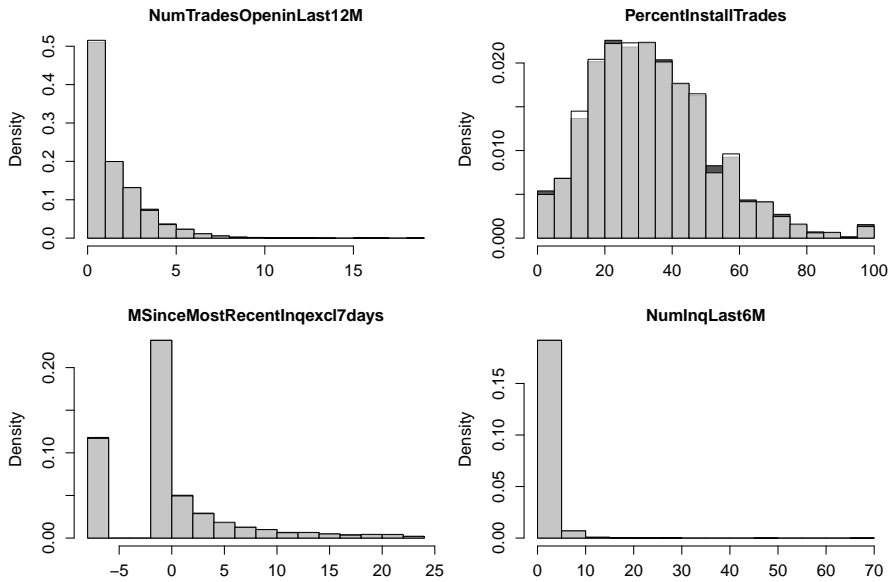 NumTradesOpeninLast12M
Density
0.0 0.1 0.2 0.3 0.4 0.5
0 5 10 15
PercentInstallTrades
Density
0.000 0.010 0.020
0 20 40 60 80 100
MSinceMostRecentInqexcl7days
Density
0.00 0.10 0.20
−5 0 5 10 15 20 25
NumInqLast6M
Density
0.00 0.05 0.10 0.15
0 10 20 30 40 50 60 70